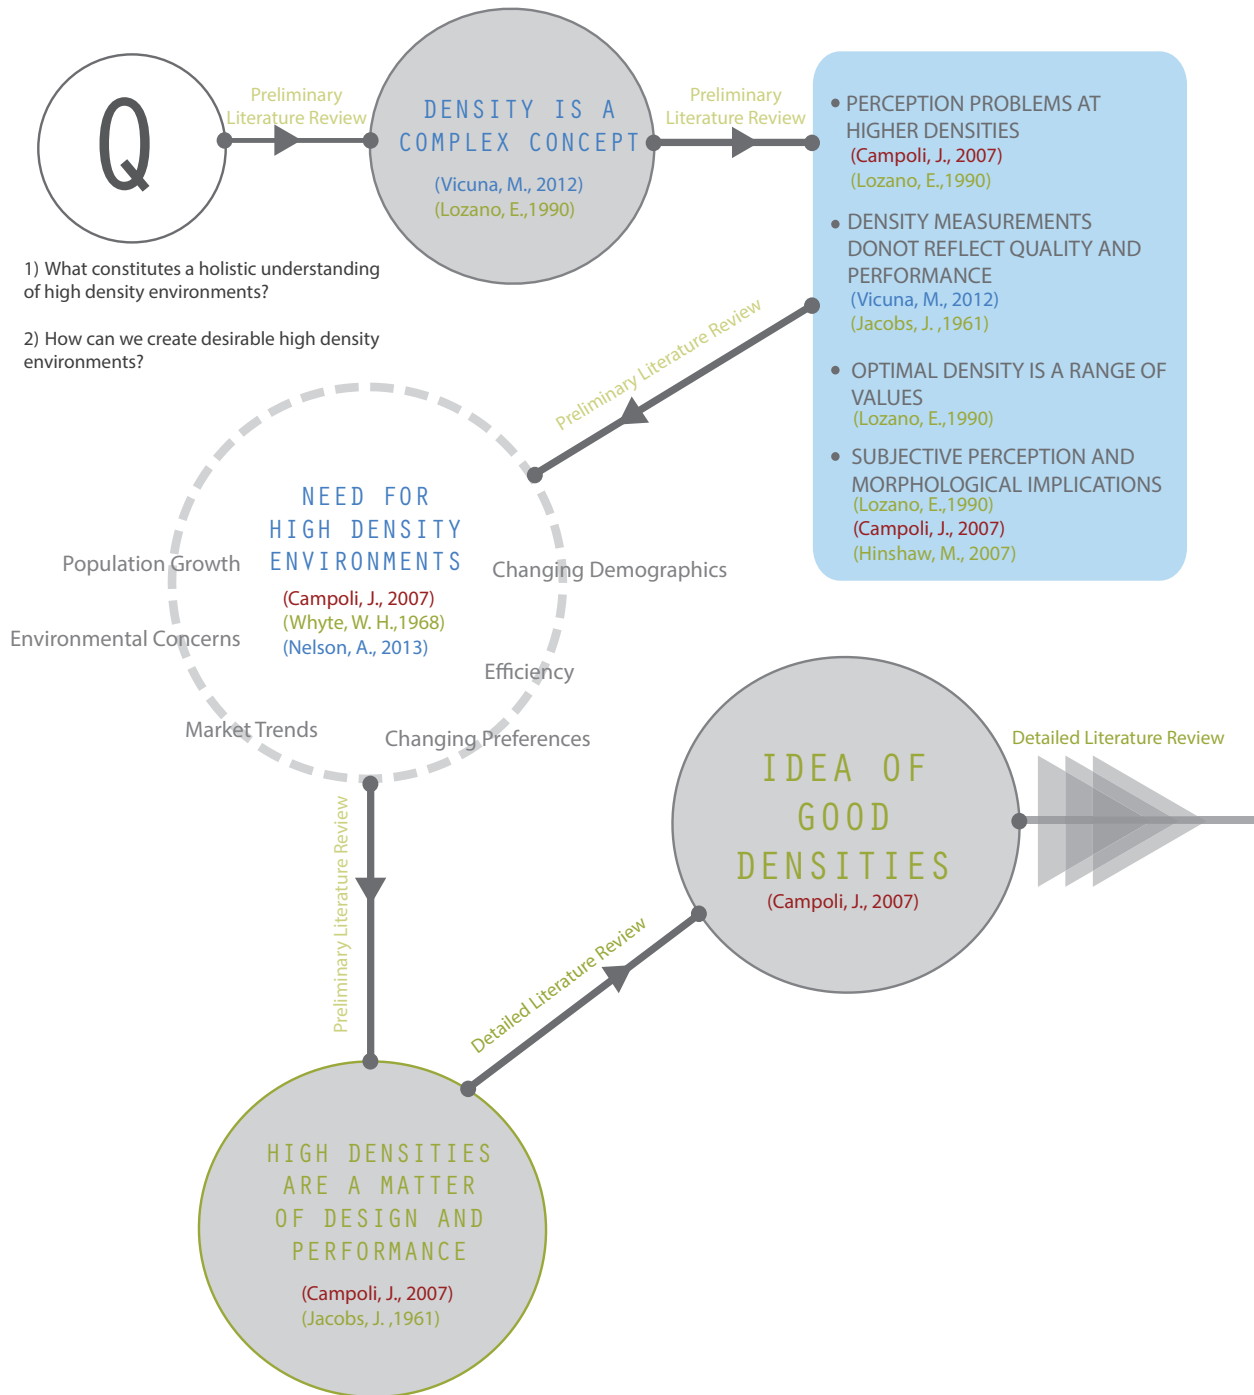 Q
1) What constitutes a holistic understanding
of high density environments?
2) How can we create desirable high density
environments?
Preliminary
Literature Review
DENSITY IS A
COMPLEX CONCEPT
(Vicuna, M., 2012)
(Lozano, E.,1990)
Preliminary
Literature Review
• PERCEPTION PROBLEMS AT
HIGHER DENSITIES
(Campoli, J., 2007)
(Lozano, E.,1990)
• DENSITY MEASUREMENTS
DONOT REFLECT QUALITY AND
PERFORMANCE
(Vicuna, M., 2012)
(Jacobs, J. ,1961)
• OPTIMAL DENSITY IS A RANGE OF
VALUES
(Lozano, E.,1990)
• SUBJECTIVE PERCEPTION AND
MORPHOLOGICAL IMPLICATIONS
(Lozano, E.,1990)
(Campoli, J., 2007)
(Hinshaw, M., 2007)
Preliminary Literature Review
NEED FOR
HIGH DENSITY
ENVIRONMENTS
(Campoli, J., 2007)
(Whyte, W. H.,1968)
(Nelson, A., 2013)
Population Growth
Environmental Concerns
Market Trends
Changing Preferences
Efficiency
Changing Demographics
Preliminary Literature Review
HIGH DENSITIES
ARE A MATTER
OF DESIGN AND
PERFORMANCE
(Campoli, J., 2007)
(Jacobs, J. ,1961)
Detailed Literature Review
IDEA OF
GOOD
DENSITIES
(Campoli, J., 2007)
Detailed Literature Review